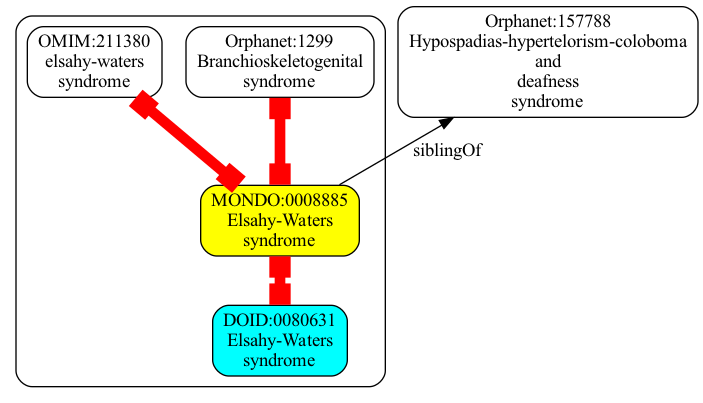 OMIM:211380
elsahy-waters
syndrome
Orphanet:1299
Branchioskeletogenital
syndrome
Orphanet:157788
Hypospadias-hypertelorism-coloboma
and
deafness
syndrome
siblingOf
MONDO:0008885
Elsahy-Waters
syndrome
DOID:0080631
Elsahy-Waters
syndrome